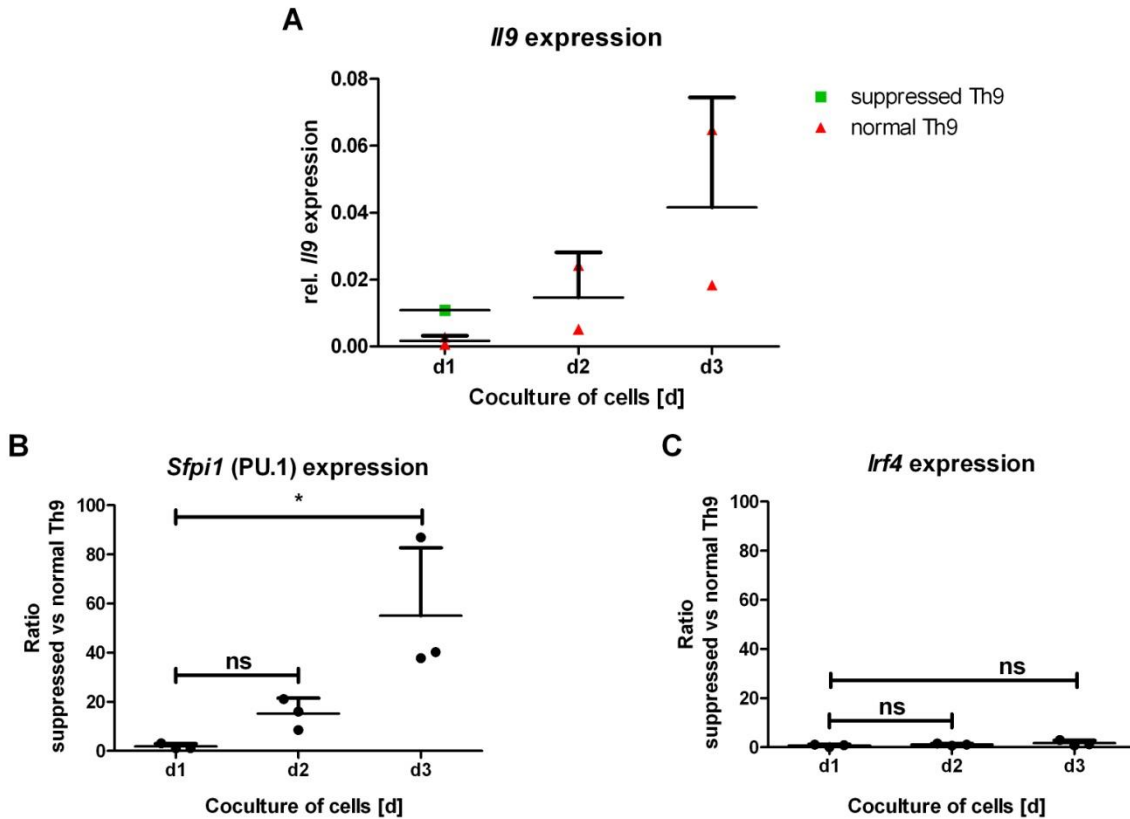 A
Il9 expression
0.08
0.06
0.04
0.02
0.00
rel. Il9 expression
d1 d2 d3
Coculture of cells [d]
suppressed Th9
normal Th9
B
Sfpi1 (PU.1) expression
100
80
60
40
20
0
Ratio
suppressed vs normal Th9
*
ns
d1 d2 d3
Coculture of cells [d]
C
Irf4 expression
100
80
60
40
20
0
Ratio
suppressed vs normal Th9
ns
ns
d1 d2 d3
Coculture of cells [d]